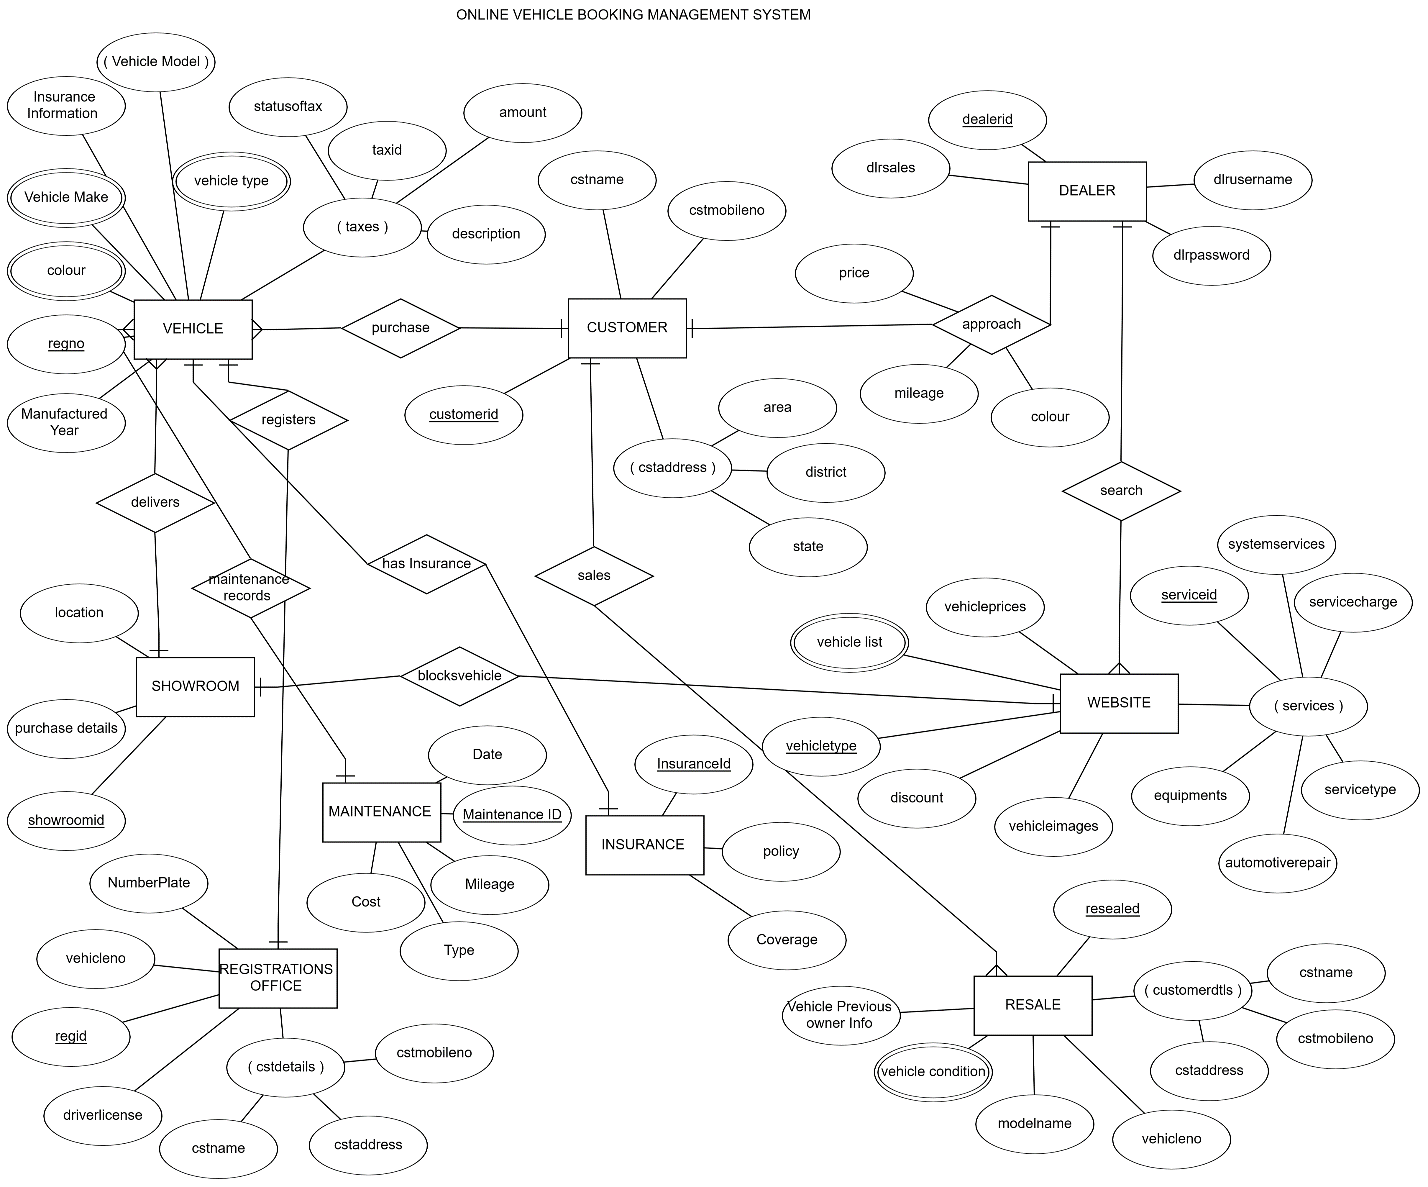 ONLINE VEHICLE BOOKING MANAGEMENT SYSTEM
( Vehicle Model )
Insurance
Information
statusoftax
amount
taxid
vehicle type
Vehicle Make
( taxes )
description
colour
VEHICLE
regno
Manufactured
Year
purchase
registers
delivers
cstname
cstmobileno
CUSTOMER
customerid
area
( cstaddress )
district
state
dealerid
dlrsales
DEALER
dlrusername
dlrpassword
price
approach
mileage
colour
search
has Insurance
sales
maintenance
records
location
SHOWROOM
purchase details
showroomid
blocksvehicle
vehicleprices
vehicle list
WEBSITE
vehicletype
discount
vehicleimages
systemservices
serviceid
servicecharge
( services )
equipments
servicetype
automotiverepair
Date
MAINTENANCE
Maintenance ID
Mileage
Cost
Type
InsuranceId
INSURANCE
policy
Coverage
NumberPlate
vehicleno
REGISTRATIONS
OFFICE
regid
driverlicense
( cstdetails )
cstmobileno
cstname
cstaddress
resealed
RESALE
Vehicle Previous
owner Info
vehicle condition
modelname
vehicleno
( customerdtls )
cstname
cstmobileno
cstaddress